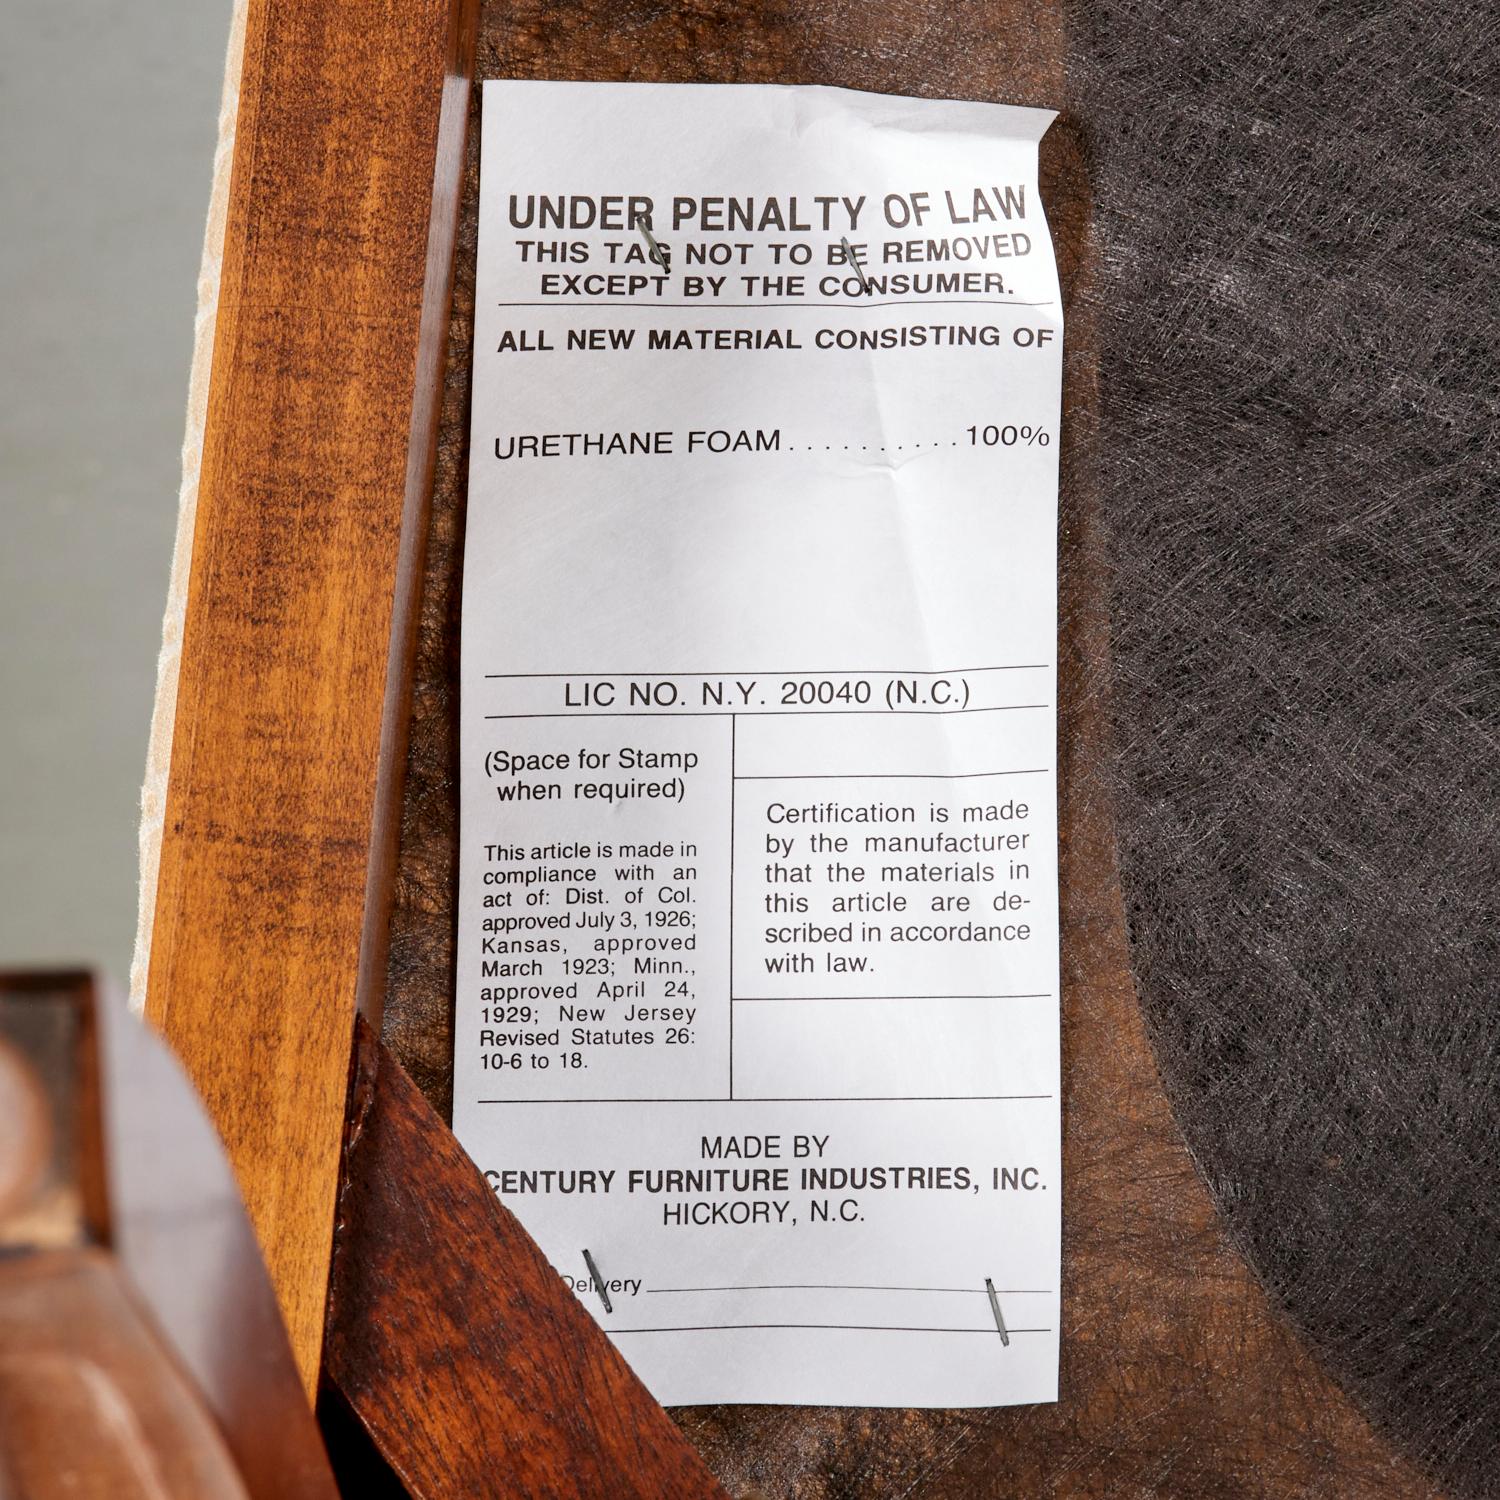 UNDER PENALTY OF LAW
THIS TAG NOT TO BE REMOVED
EXCEPT BY THE CONSUMER.
ALL NEW MATERIAL CONSISTING OF
URETHANE FOAM..........100%
LIC NO. N.Y. 20040 (N.C.)
(Space for Stamp
when required)
This article is made in
compliance with an
act of: Dist. of Col.
approved July 3, 1926;
Kansas, approved
March 1923; Minn.,
approved April 24,
1929; New Jersey
Revised Statutes 26:
10-6 to 18.
Certification is made
by the manufacturer
that the materials in
this article are de-
scribed in accordance
with law.
MADE BY
CENTURY FURNITURE INDUSTRIES, INC.
HICKORY, N.C.
Delivery